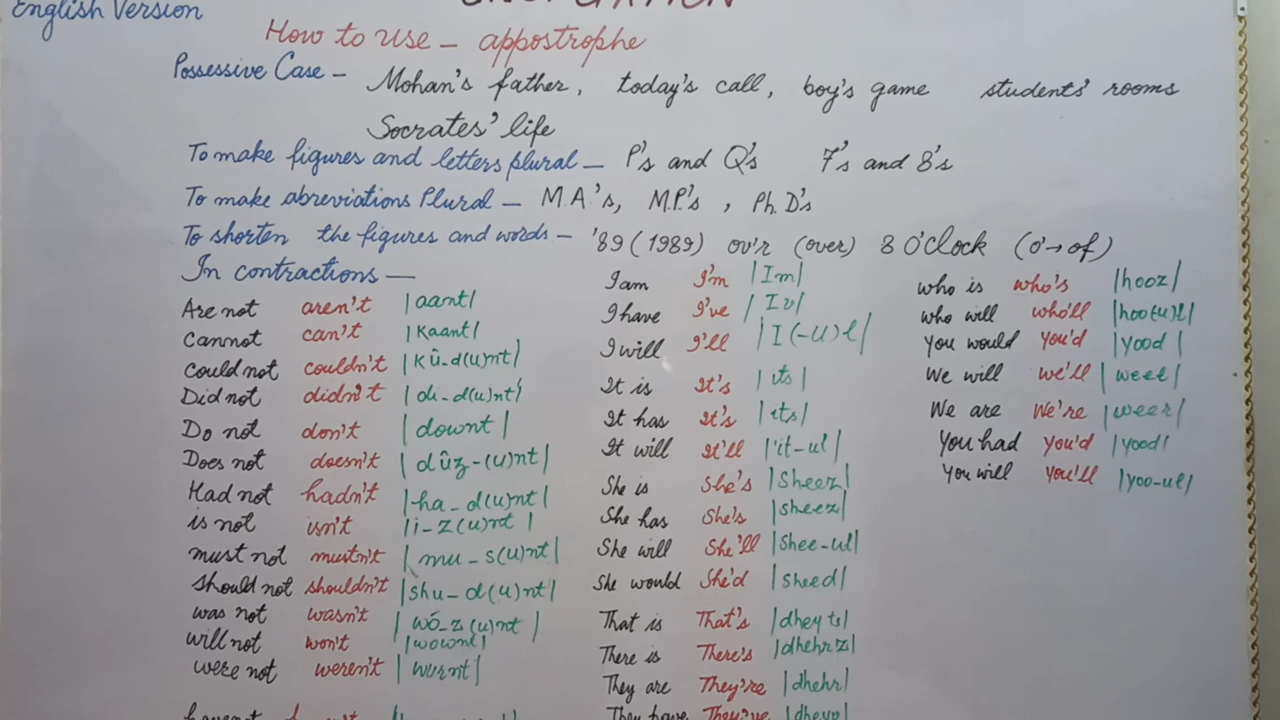 English Version
How to use - appostrophe
Possessive Case - Mohan's father, today's call, boy's game students' rooms
Socrates' life
To make figures and letters plural - P's and Q's 7's and 8's
To make abreviations Plural - M.A.'s, M.P.'s, Ph.D's
To shorten the figures and words - '89 (1989) ov'r (over) 8 O'clock (o'→of)
In contractions -
Are not aren't |aant|
Cannot can't |Kaant|
could not couldn't |Kû-d(u)nt|
Did not didn't |di-d(u)nt|
Do not don't |downt|
Does not doesn't |dûz-(u)nt|
Had not hadn't |ha-d(u)nt|
is not isn't |i-z(u)nt|
must not mustn't |mu-s(u)nt|
should not shouldn't |shu-d(u)nt|
was not wasn't |wó-z(u)nt|
will not won't |wownt|
were not weren't |wurnt|
I am I'm |Im|
I have I've |Iv|
I will I'll |I(-u)l|
It is It's |its|
It has It's |its|
It will it'll |'it-ul|
She is She's |Sheez|
She has She's |sheez|
She will She'll |Shee-ul|
She would She'd |sheed|
That is That's |dheyts|
There is There's |dhehrz|
They are They're |dhehr|
They have They've |dheyv|
who is who's |hooz|
who will who'll |hoo(u)l|
you would you'd |yood|
We will we'll |weel|
We are We're |weer|
You had you'd |yood|
You will you'll |yoo-ul|